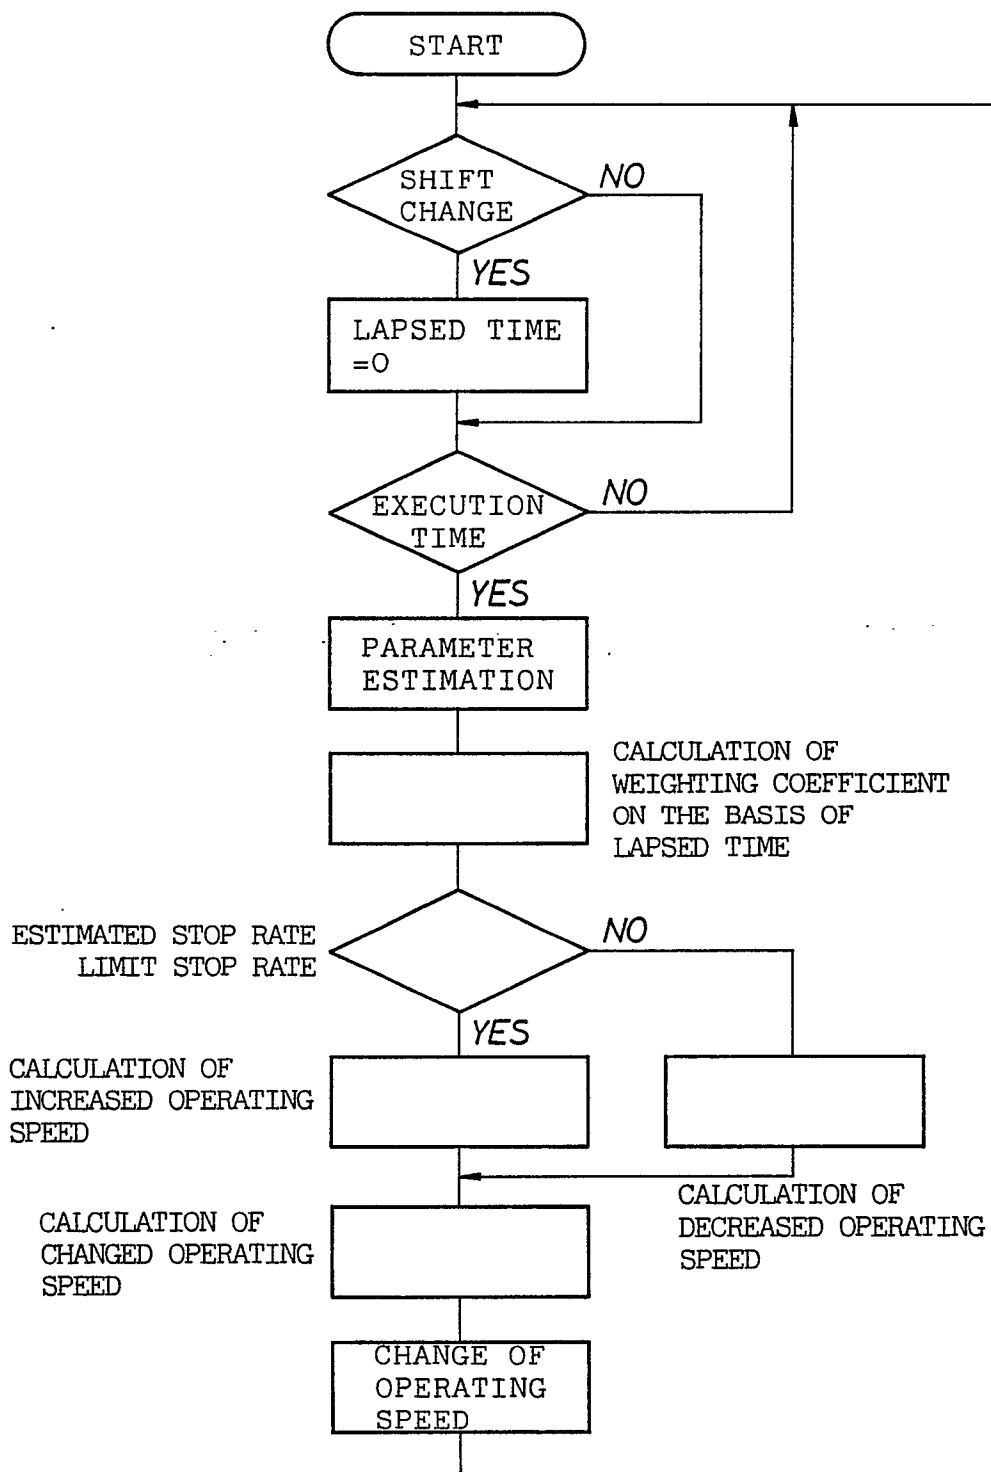 START
SHIFT
CHANGE
NO
YES
LAPSED TIME
=0
EXECUTION
TIME
NO
YES
PARAMETER
ESTIMATION
CALCULATION OF
WEIGHTING COEFFICIENT
ON THE BASIS OF
LAPSED TIME
ESTIMATED STOP RATE
LIMIT STOP RATE
NO
YES
CALCULATION OF
INCREASED OPERATING
SPEED
CALCULATION OF
DECREASED OPERATING
SPEED
CALCULATION OF
CHANGED OPERATING
SPEED
CHANGE OF
OPERATING
SPEED